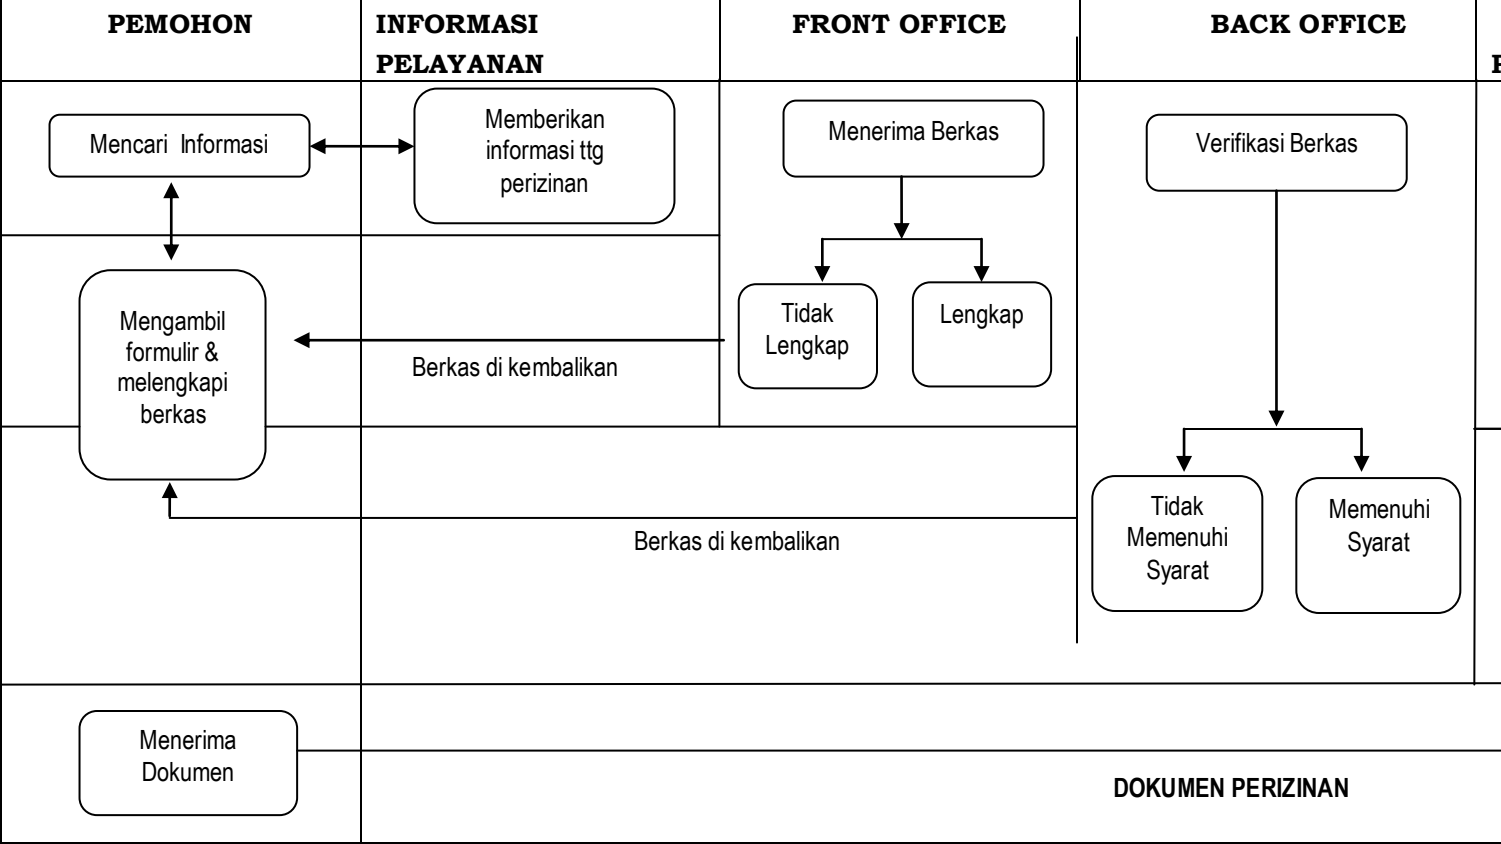 PEMOHON
INFORMASI
PELAYANAN
FRONT OFFICE
BACK OFFICE
Mencari Informasi
Memberikan
informasi ttg
perizinan
Menerima Berkas
Verifikasi Berkas
Mengambil
formulir &
melengkapi
berkas
Berkas di kembalikan
Tidak
Lengkap
Lengkap
Berkas di kembalikan
Tidak
Memenuhi
Syarat
Memenuhi
Syarat
Menerima
Dokumen
DOKUMEN PERIZINAN